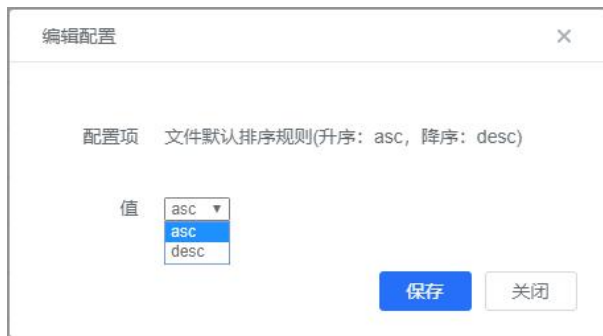 编辑配置
配置项 文件默认排序规则(升序：asc，降序：desc)
值 asc
asc
desc
保存 关闭